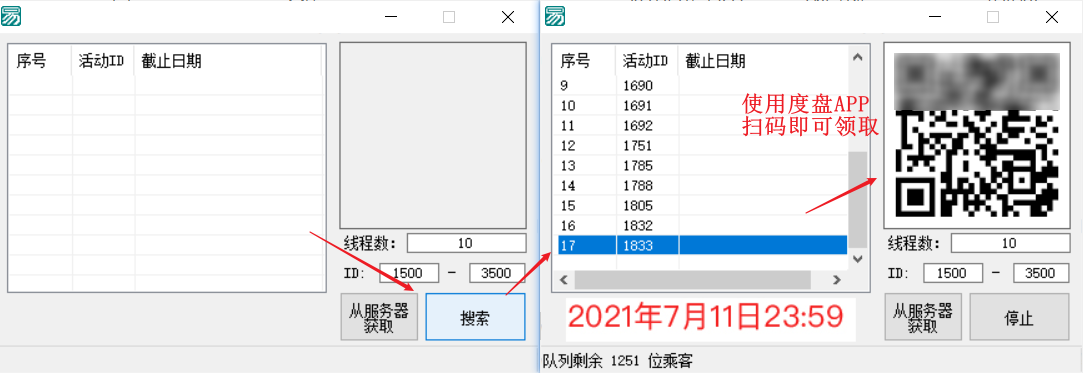 序号 活动ID 截止日期
线程数: 10
ID: 1500 - 3500
从服务器
获取
搜索
序号 活动ID 截止日期
9 1690
10 1691
11 1692
12 1751
13 1785
14 1788
15 1805
16 1832
17 1833
使用度盘APP
扫码即可领取
线程数: 10
ID: 1500 - 3500
2021年7月11日23:59
从服务器
获取
停止
队列剩余 1251 位乘客